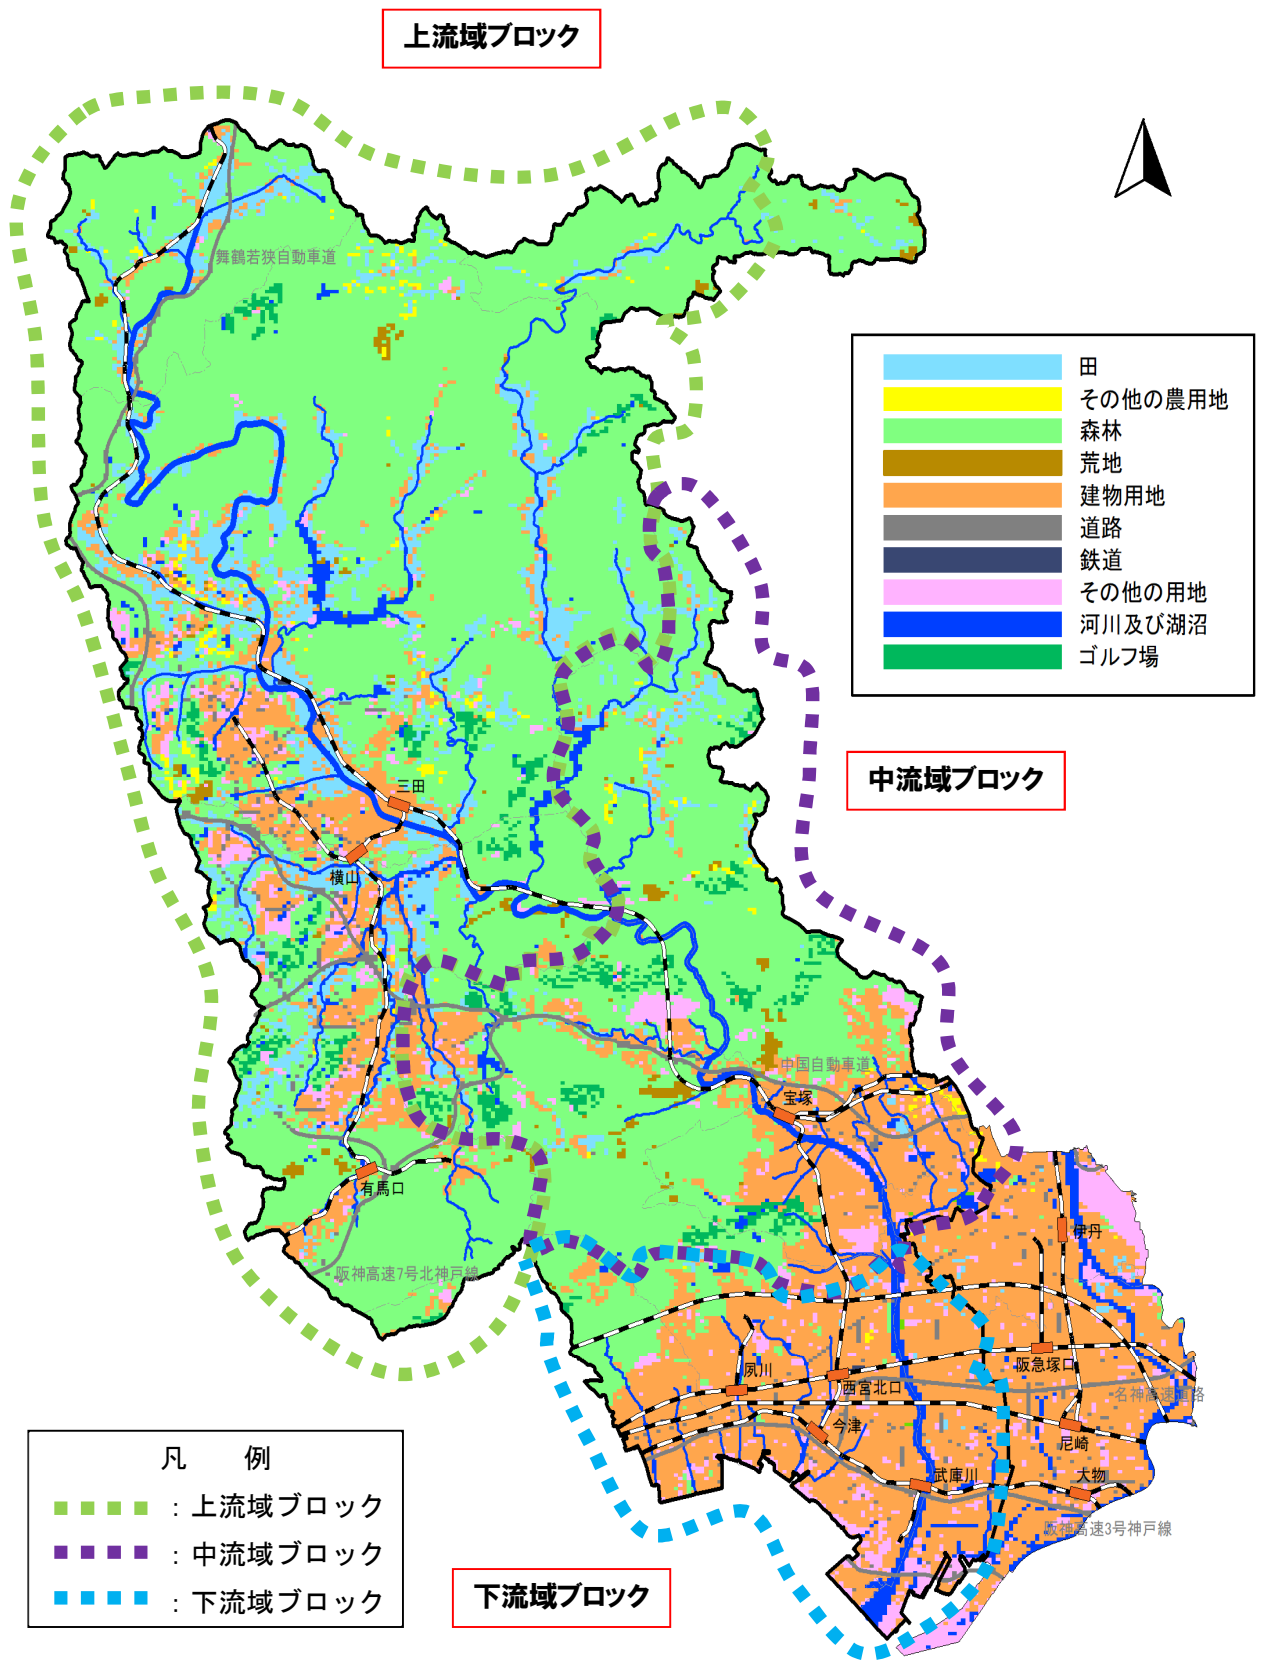 上流域ブロック
舞鶴若狭自動車道
田
その他の農用地
森林
荒地
建物用地
道路
鉄道
その他の用地
河川及び湖沼
ゴルフ場
中流域ブロック
三田
横山
中国自動車道
宝塚
有馬口
伊丹
阪神高速7号北神戸線
阪急塚口
夙川
西宮北口
名神高速道路
今津
尼崎
武庫川
大物
阪神高速3号神戸線
凡 例
：上流域ブロック
：中流域ブロック
：下流域ブロック
下流域ブロック